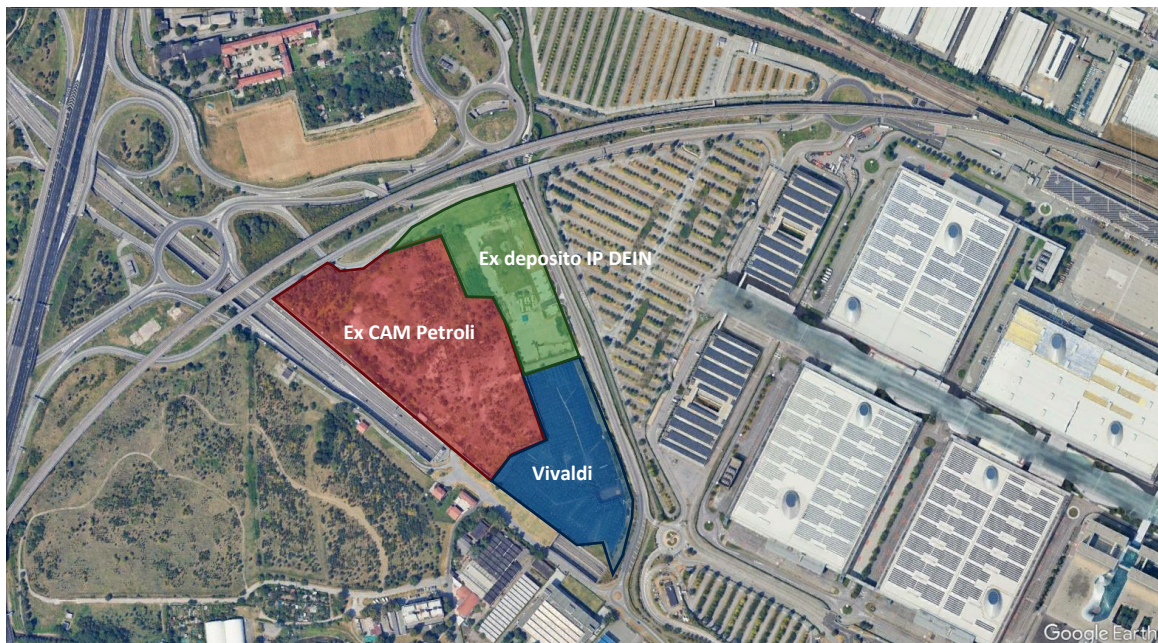 Ex deposito IP DEIN
Ex CAM Petroli
Vivaldi
S
Google Earth